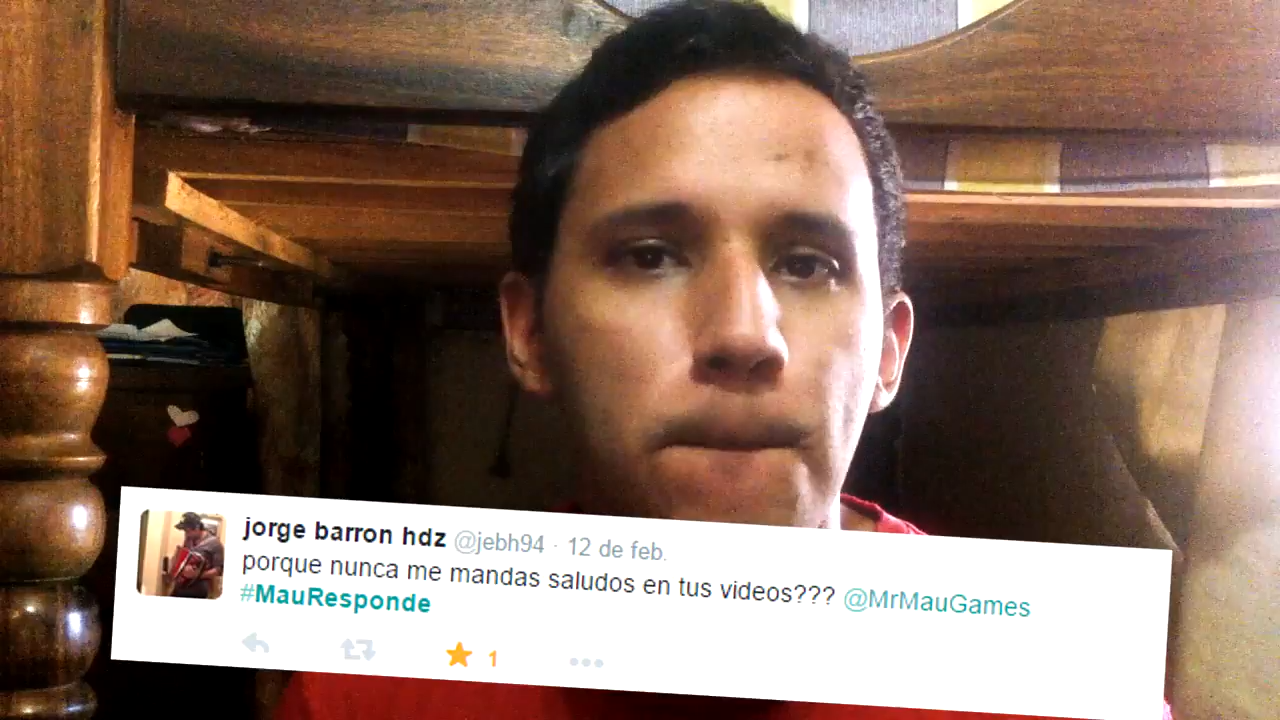 jorge barron hdz @jebh94 · 12 de feb.
porque nunca me mandas saludos en tus videos??? @MrMauGames
#MauResponde
1